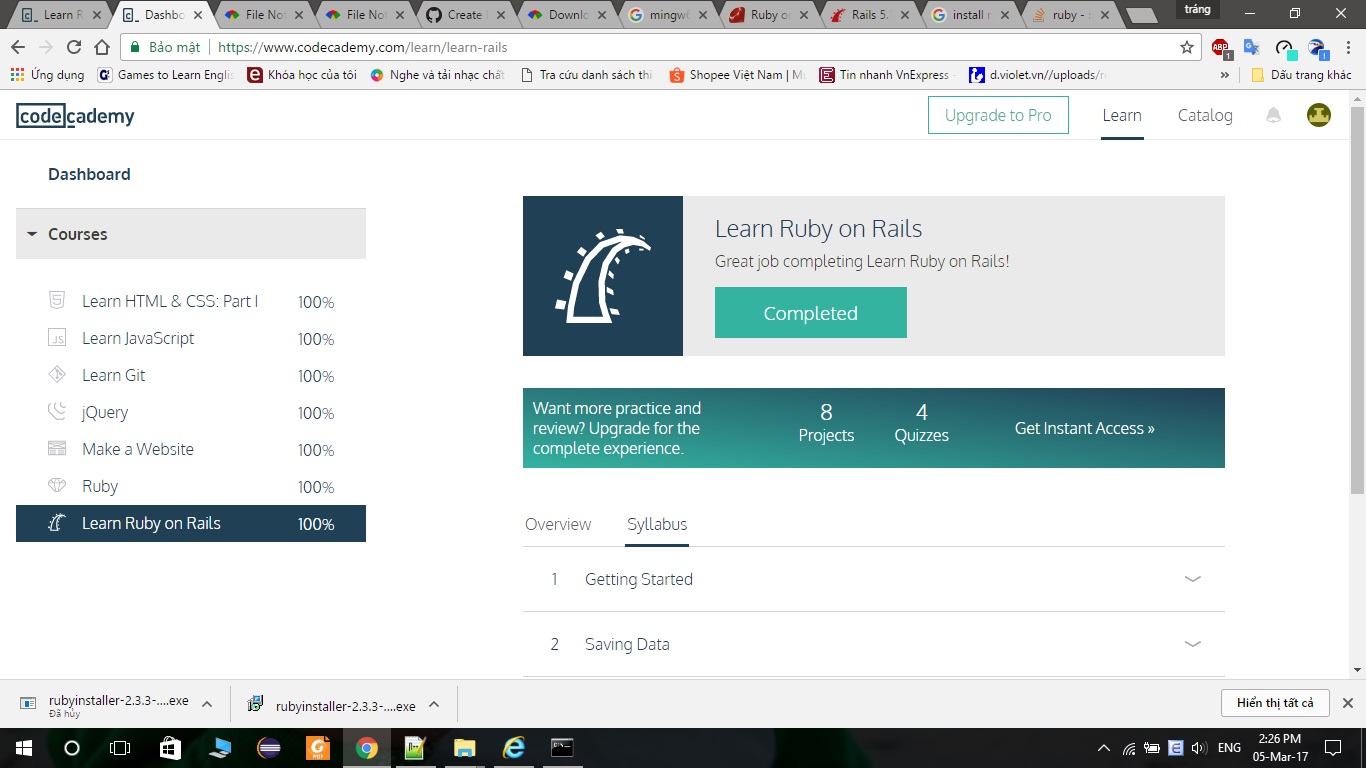 Learn R
Dashbo
File Not
File Not
Create
Downlo
mingw
Ruby o
Rails 5.
install r
ruby -
tráng
Bảo mật
https://www.codecademy.com/learn/learn-rails
ABP
1
1
Ứng dụng
Games to Learn Englis
Khóa học của tôi
Nghe và tải nhạc chất
Tra cứu danh sách thi
Shopee Việt Nam | Mu
Tin nhanh VnExpress -
d.violet.vn//uploads/r
»
Dấu trang khác
codecademy
Upgrade to Pro
Learn
Catalog
Dashboard
Courses
Learn HTML & CSS: Part I 100%
JS Learn JavaScript 100%
Learn Git 100%
jQuery 100%
Make a Website 100%
Ruby 100%
Learn Ruby on Rails 100%
Learn Ruby on Rails
Great job completing Learn Ruby on Rails!
Completed
Want more practice and
review? Upgrade for the
complete experience.
8
Projects
4
Quizzes
Get Instant Access »
Overview
Syllabus
1 Getting Started
2 Saving Data
rubyinstaller-2.3.3-....exe
Đã hủy
rubyinstaller-2.3.3-....exe
Hiển thị tất cả
ENG
2:26 PM
05-Mar-17